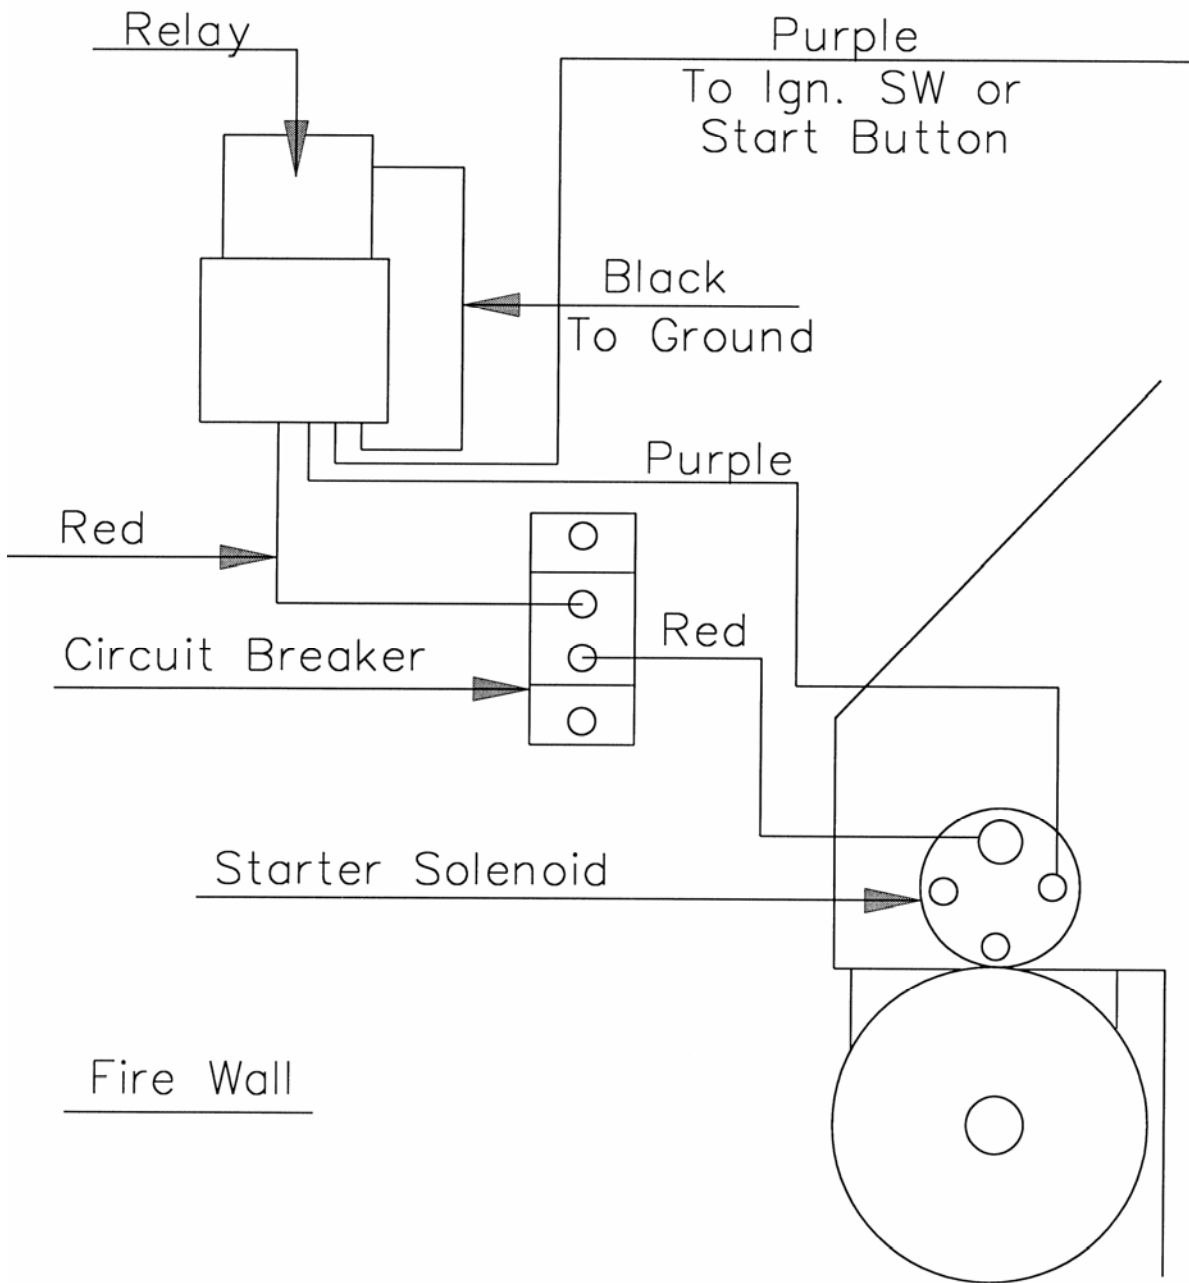 Relay
Purple
To Ign. SW or
Start Button
Black
To Ground
Purple
Red
Red
Circuit Breaker
Starter Solenoid
Fire Wall